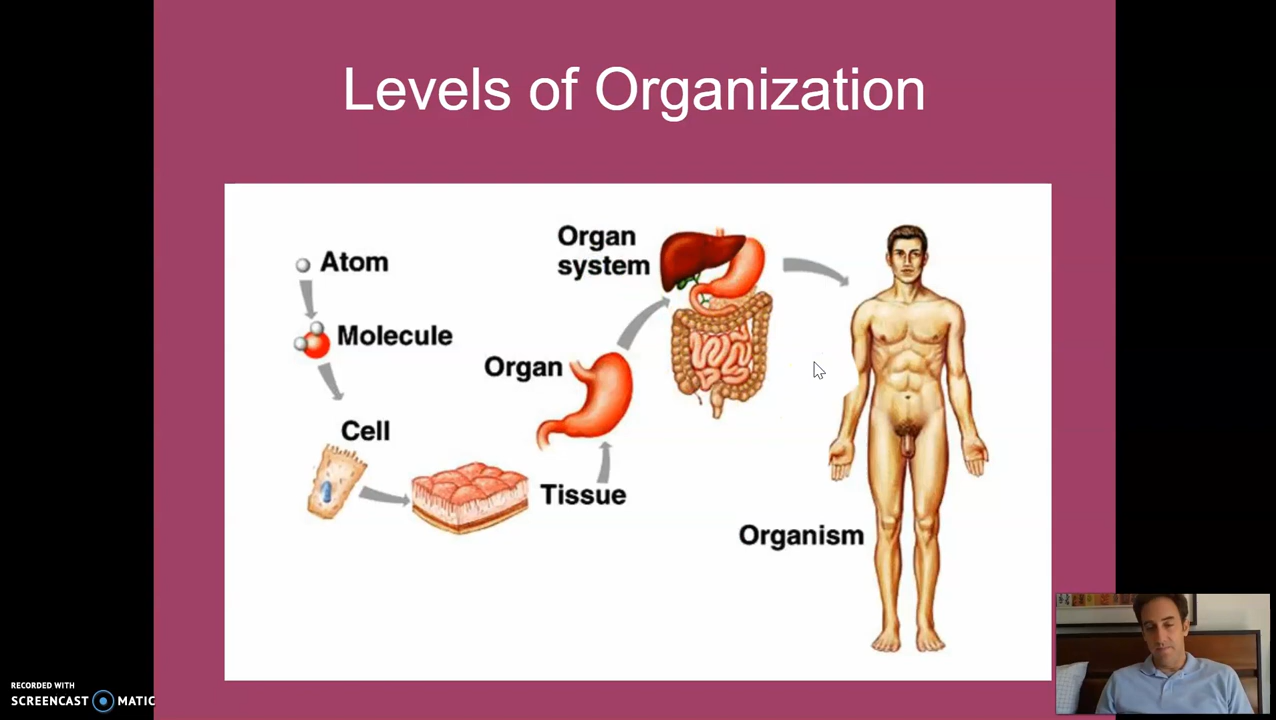 Levels of Organization
Atom
Molecule
Cell
Tissue
Organ
Organ
system
Organism
RECORDED WITH
SCREENCAST MATIC